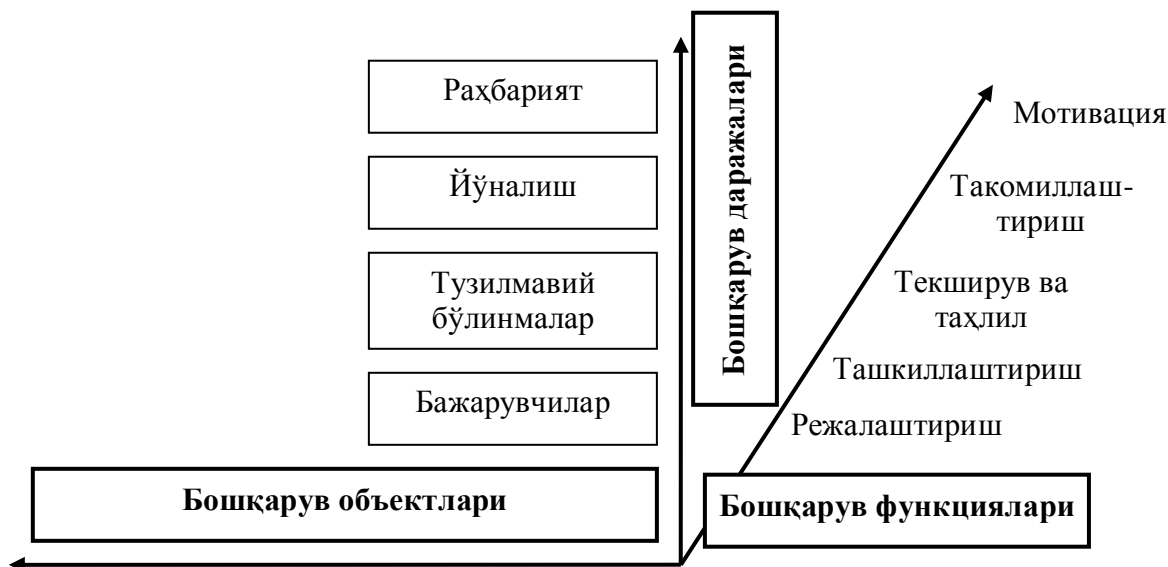 Раҳбарият
Йўналиш
Тузилмавий
бўлинмалар
Бажарувчилар
Бошқарув объектлари
Бошқарув даражалари
Мотивация
Такомиллаш-
тириш
Текширув ва
таҳлил
Ташкиллаштириш
Режалаштириш
Бошқарув функциялари